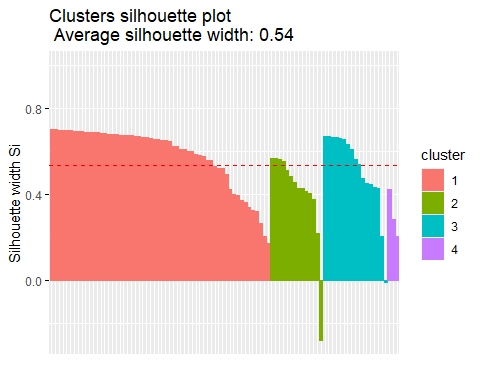 Clusters silhouette plot
Average silhouette width: 0.54
Silhouette width Si
0.8
0.4
0.0
cluster
1
2
3
4